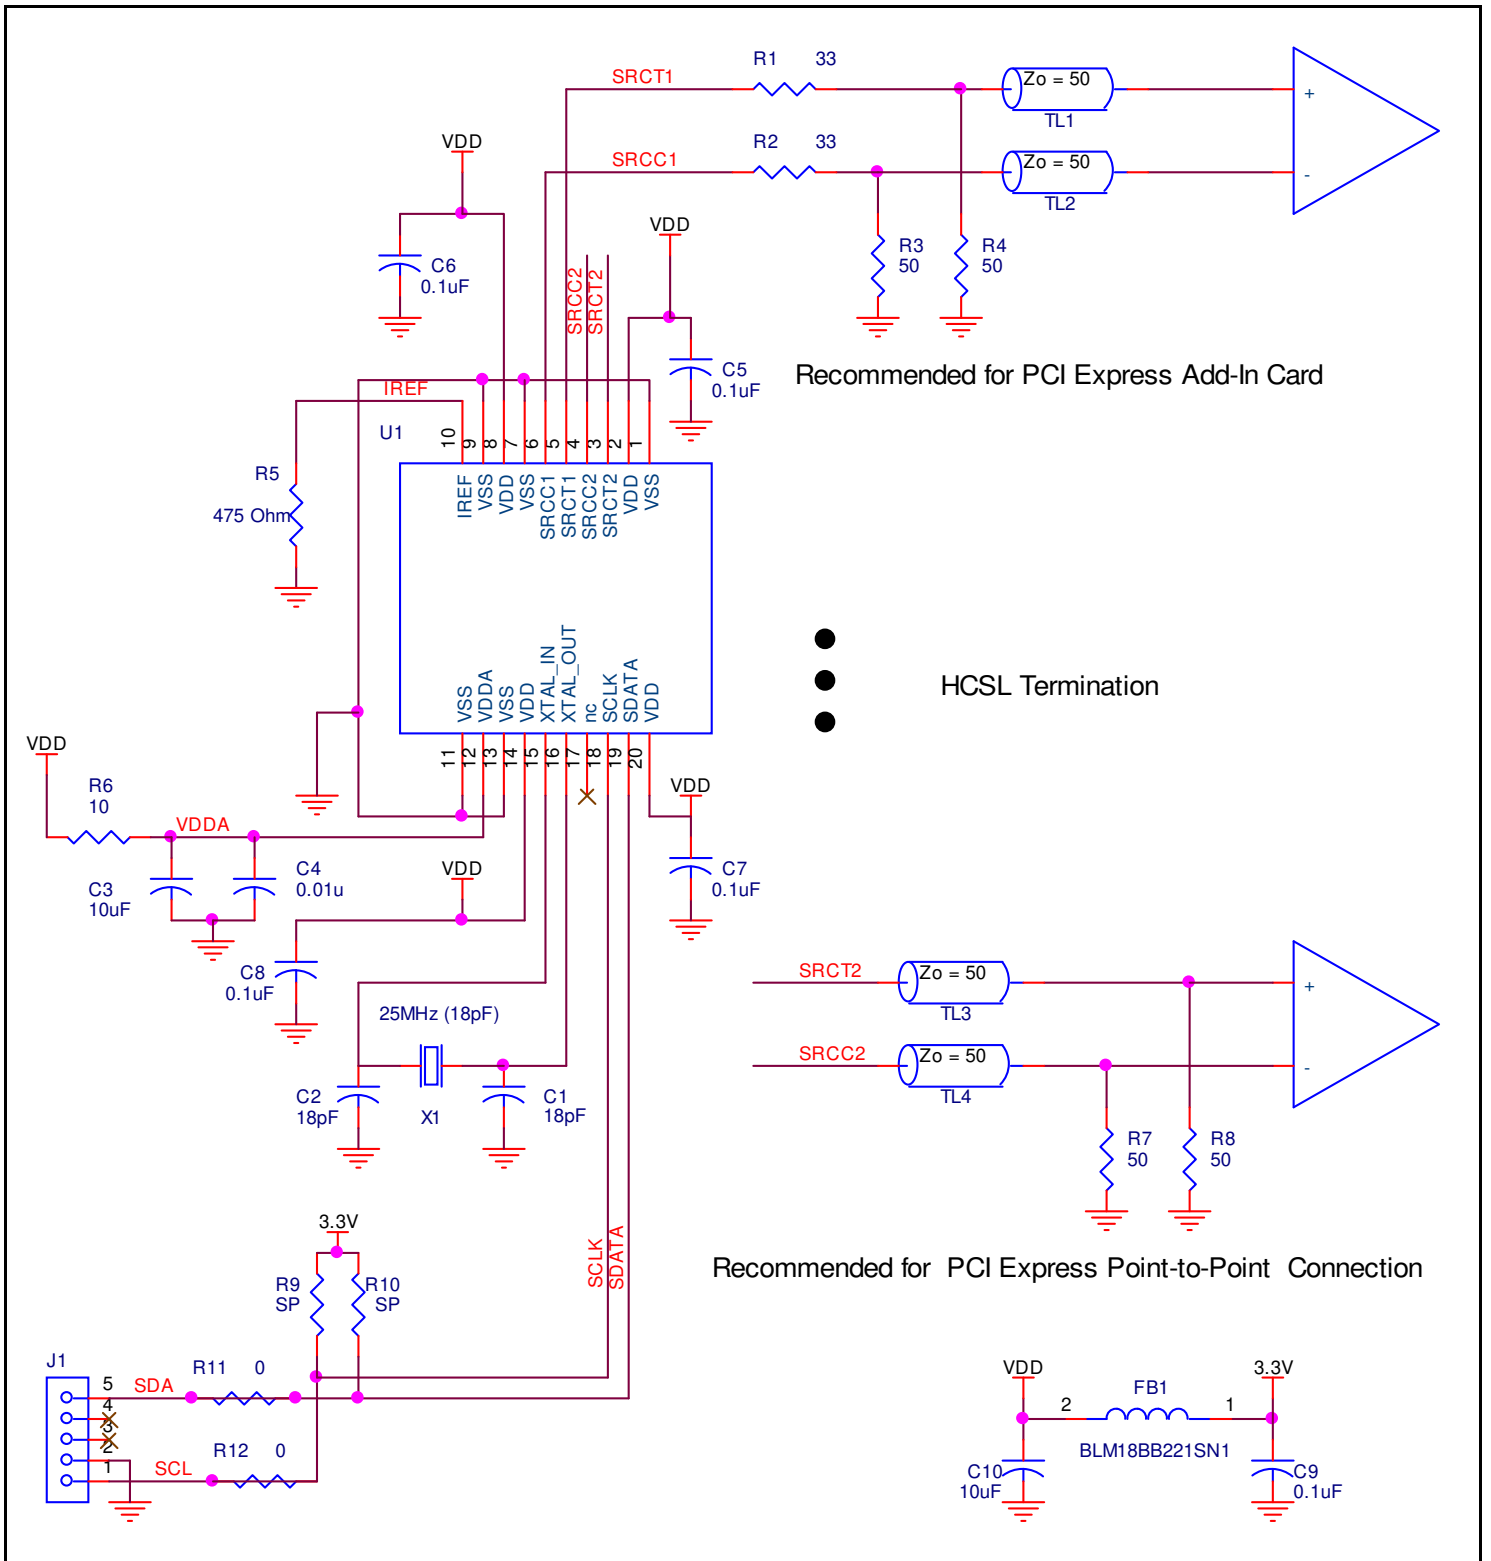 R1 33
SRCT1
Zo = 50
+
TL1
R2 33
VDD
SRCC1
Zo = 50
-
TL2
VDD
C6
0.1uF
R3
50
R4
50
SRCC2
SRCT2
C5
0.1uF
Recommended for PCI Express Add-In Card
IREF
U1
10
9
8
7
6
5
4
3
2
1
R5
475 Ohm
IREF
VSS
VDD
VSS
SRCC1
SRCT1
SRCC2
SRCT2
VDD
VSS
HCSL Termination
VSS
VDDA
VSS
VDD
XTAL_IN
XTAL_OUT
nc
SCLK
SDATA
VDD
11
12
13
14
15
16
17
18
19
20
VDD
R6
10
VDDA
VDD
C3
10uF
C4
0.01u
VDD
C7
0.1uF
C8
0.1uF
SRCT2
Zo = 50
+
TL3
25MHz (18pF)
SRCC2
Zo = 50
-
TL4
C2
18pF
X1
C1
18pF
R7
50
R8
50
3.3V
SCLK
SDATA
Recommended for PCI Express Point-to-Point Connection
R9
SP
R10
SP
J1
5
4
3
2
1
SDA
R11 0
SCL
R12 0
VDD
3.3V
FB1
2
1
BLM18BB221SN1
C10
10uF
C9
0.1uF